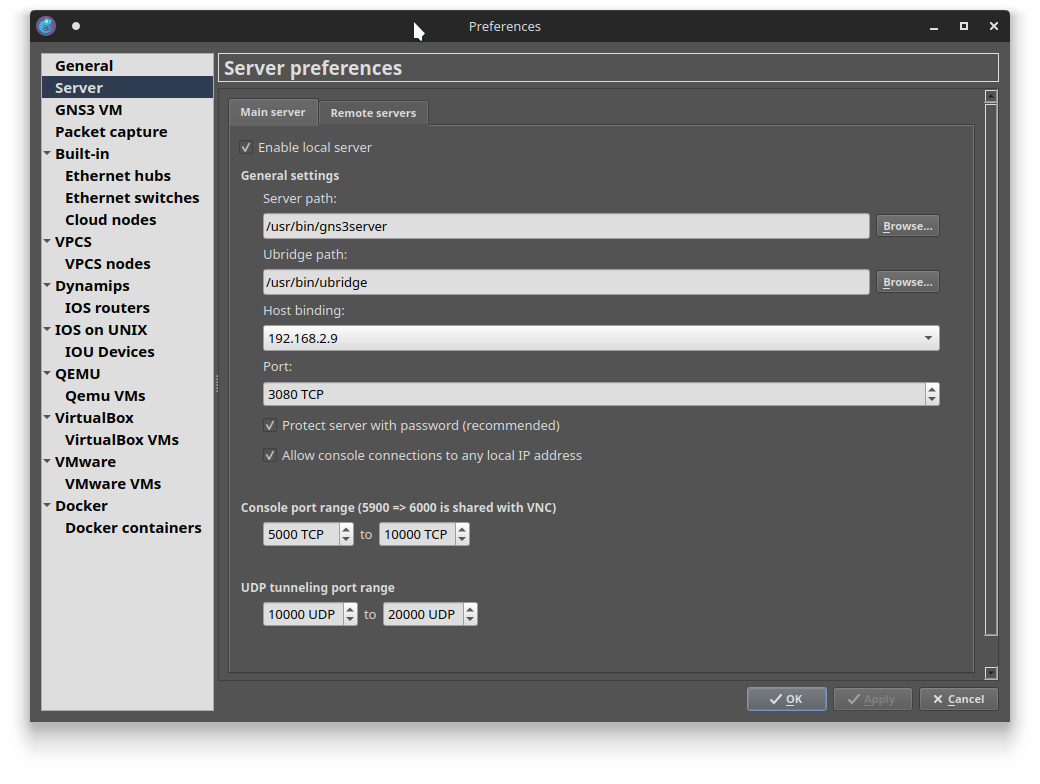 Preferences
General
Server
GNS3 VM
Packet capture
Built-in
Ethernet hubs
Ethernet switches
Cloud nodes
VPCS
VPCS nodes
Dynamips
IOS routers
IOS on UNIX
IOU Devices
QEMU
Qemu VMs
VirtualBox
VirtualBox VMs
VMware
VMware VMs
Docker
Docker containers
Server preferences
Main server Remote servers
Enable local server
General settings
Server path:
/usr/bin/gns3server Browse...
Ubridge path:
/usr/bin/ubridge Browse...
Host binding:
192.168.2.9
Port:
3080 TCP
Protect server with password (recommended)
Allow console connections to any local IP address
Console port range (5900 => 6000 is shared with VNC)
5000 TCP to 10000 TCP
UDP tunneling port range
10000 UDP to 20000 UDP
OK Apply Cancel